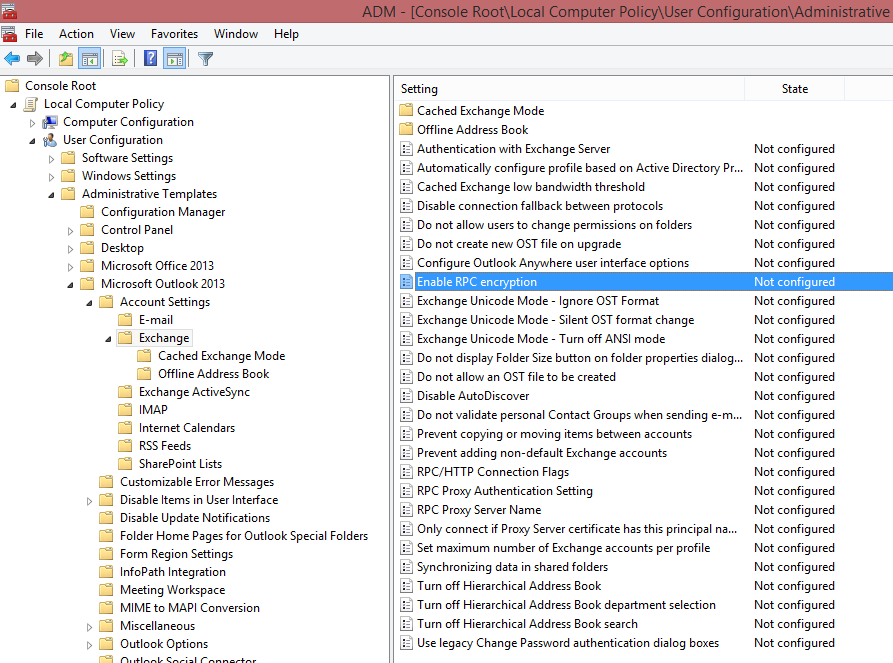 ADM - [Console Root\Local Computer Policy\User Configuration\Administrative
File Action View Favorites Window Help
Console Root
Local Computer Policy
Computer Configuration
User Configuration
Software Settings
Windows Settings
Administrative Templates
Configuration Manager
Control Panel
Desktop
Microsoft Office 2013
Microsoft Outlook 2013
Account Settings
E-mail
Exchange
Cached Exchange Mode
Offline Address Book
Exchange ActiveSync
IMAP
Internet Calendars
RSS Feeds
SharePoint Lists
Customizable Error Messages
Disable Items in User Interface
Disable Update Notifications
Folder Home Pages for Outlook Special Folders
Form Region Settings
InfoPath Integration
Meeting Workspace
MIME to MAPI Conversion
Miscellaneous
Outlook Options
Outlook Social Connector
Setting State
Cached Exchange Mode
Offline Address Book
Authentication with Exchange Server Not configured
Automatically configure profile based on Active Directory Pr... Not configured
Cached Exchange low bandwidth threshold Not configured
Disable connection fallback between protocols Not configured
Do not allow users to change permissions on folders Not configured
Do not create new OST file on upgrade Not configured
Configure Outlook Anywhere user interface options Not configured
Enable RPC encryption Not configured
Exchange Unicode Mode - Ignore OST Format Not configured
Exchange Unicode Mode - Silent OST format change Not configured
Exchange Unicode Mode - Turn off ANSI mode Not configured
Do not display Folder Size button on folder properties dialog... Not configured
Do not allow an OST file to be created Not configured
Disable AutoDiscover Not configured
Do not validate personal Contact Groups when sending e-m... Not configured
Prevent copying or moving items between accounts Not configured
Prevent adding non-default Exchange accounts Not configured
RPC/HTTP Connection Flags Not configured
RPC Proxy Authentication Setting Not configured
RPC Proxy Server Name Not configured
Only connect if Proxy Server certificate has this principal na... Not configured
Set maximum number of Exchange accounts per profile Not configured
Synchronizing data in shared folders Not configured
Turn off Hierarchical Address Book Not configured
Turn off Hierarchical Address Book department selection Not configured
Turn off Hierarchical Address Book search Not configured
Use legacy Change Password authentication dialog boxes Not configured